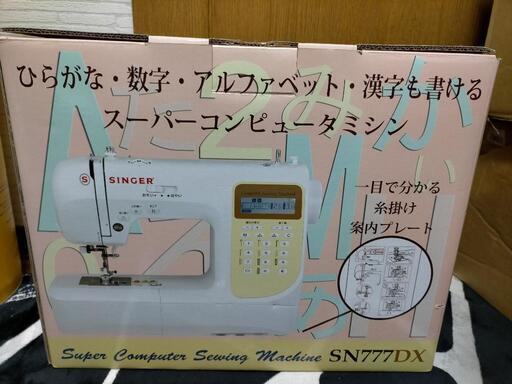 ひらがな・数字・アルファベット・漢字も書ける
スーパーコンピュータミシン
SINGER
一目で分かる
糸掛け
案内プレート
Super Computer Sewing Machine SN777DX